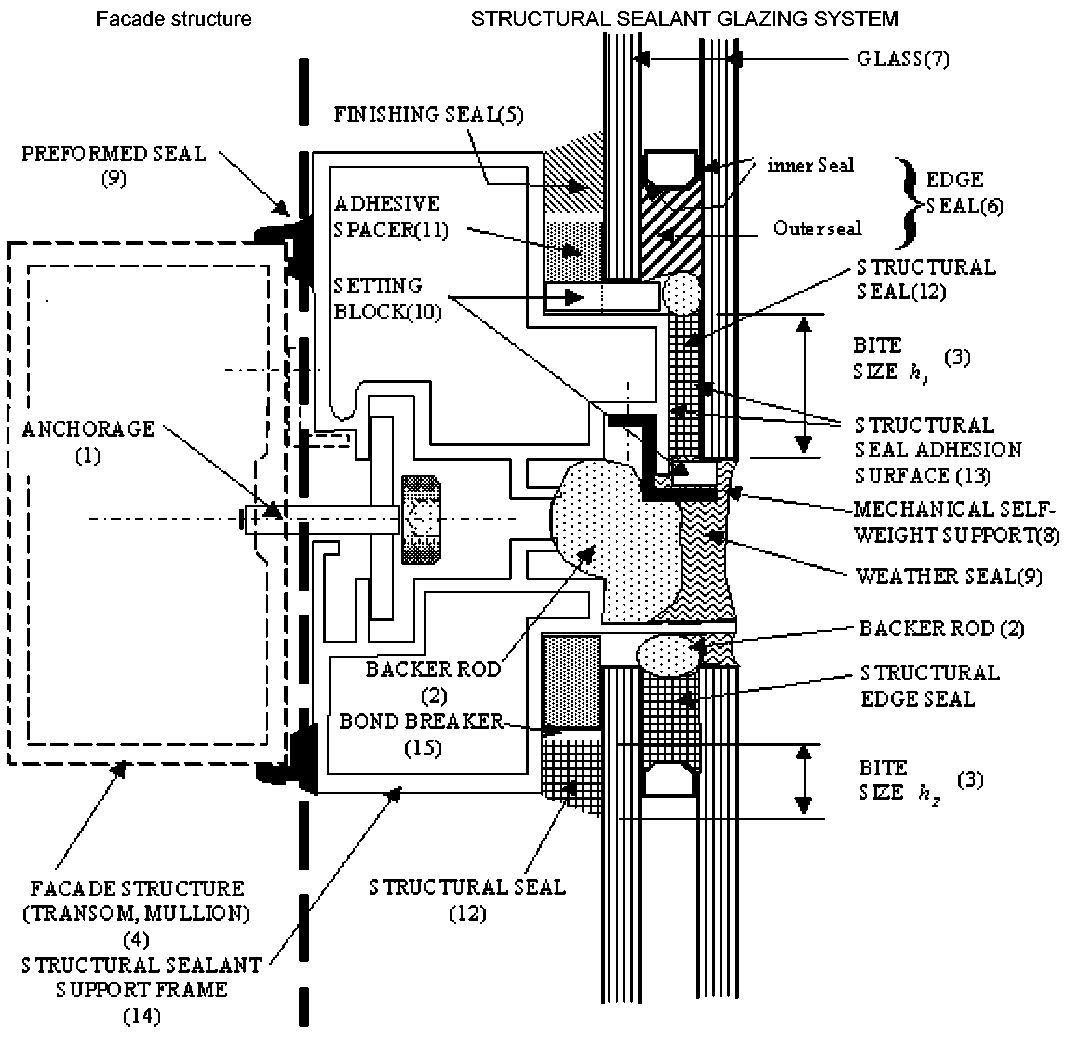 Facade structure
STRUCTURAL SEALANT GLAZING SYSTEM
GLASS(7)
FINISHING SEAL(5)
PREFORMED SEAL
(9)
inner Seal
EDGE
SEAL(6)
Outer seal
ADHESIVE
SPACER(11)
SETTING
BLOCK(10)
STRUCTURAL
SEAL(12)
BITE
SIZE h1 (3)
ANCHORAGE
(1)
STRUCTURAL
SEAL ADHESION
SURFACE (13)
MECHANICAL SELF-
WEIGHT SUPPORT(8)
WEATHER SEAL(9)
BACKER ROD (2)
BACKER ROD
(2)
STRUCTURAL
EDGE SEAL
BOND BREAKER
(15)
BITE
SIZE h2 (3)
FACADE STRUCTURE
(TRANSOM, MULLION)
(4)
STRUCTURAL SEAL
(12)
STRUCTURAL SEALANT
SUPPORT FRAME
(14)